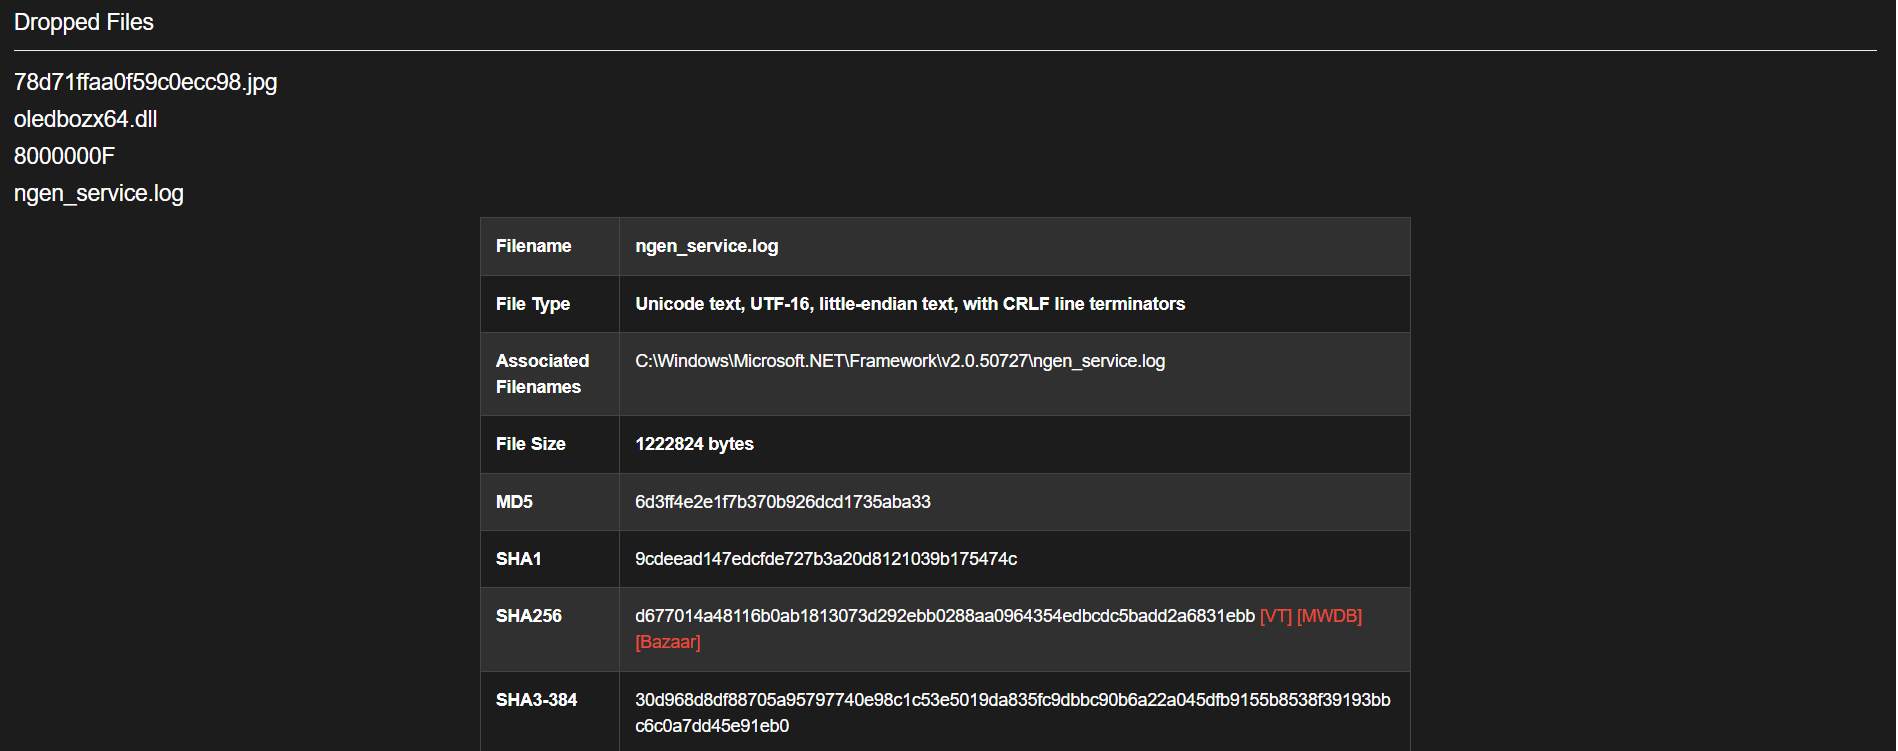 Dropped Files
78d71ffaa0f59c0ecc98.jpg
oledbozx64.dll
8000000F
ngen_service.log
Filename ngen_service.log
File Type Unicode text, UTF-16, little-endian text, with CRLF line terminators
Associated Filenames C:\Windows\Microsoft.NET\Framework\v2.0.50727\ngen_service.log
File Size 1222824 bytes
MD5 6d3ff4e2e1f7b370b926dcd1735aba33
SHA1 9cdeead147edcfde727b3a20d8121039b175474c
SHA256 d677014a48116b0ab1813073d292ebb0288aa0964354edbcdc5badd2a6831ebb [VT] [MWDB]
[Bazaar]
SHA3-384 30d968d8df88705a95797740e98c1c53e5019da835fc9dbbc90b6a22a045dfb9155b8538f39193bb
c6c0a7dd45e91eb0